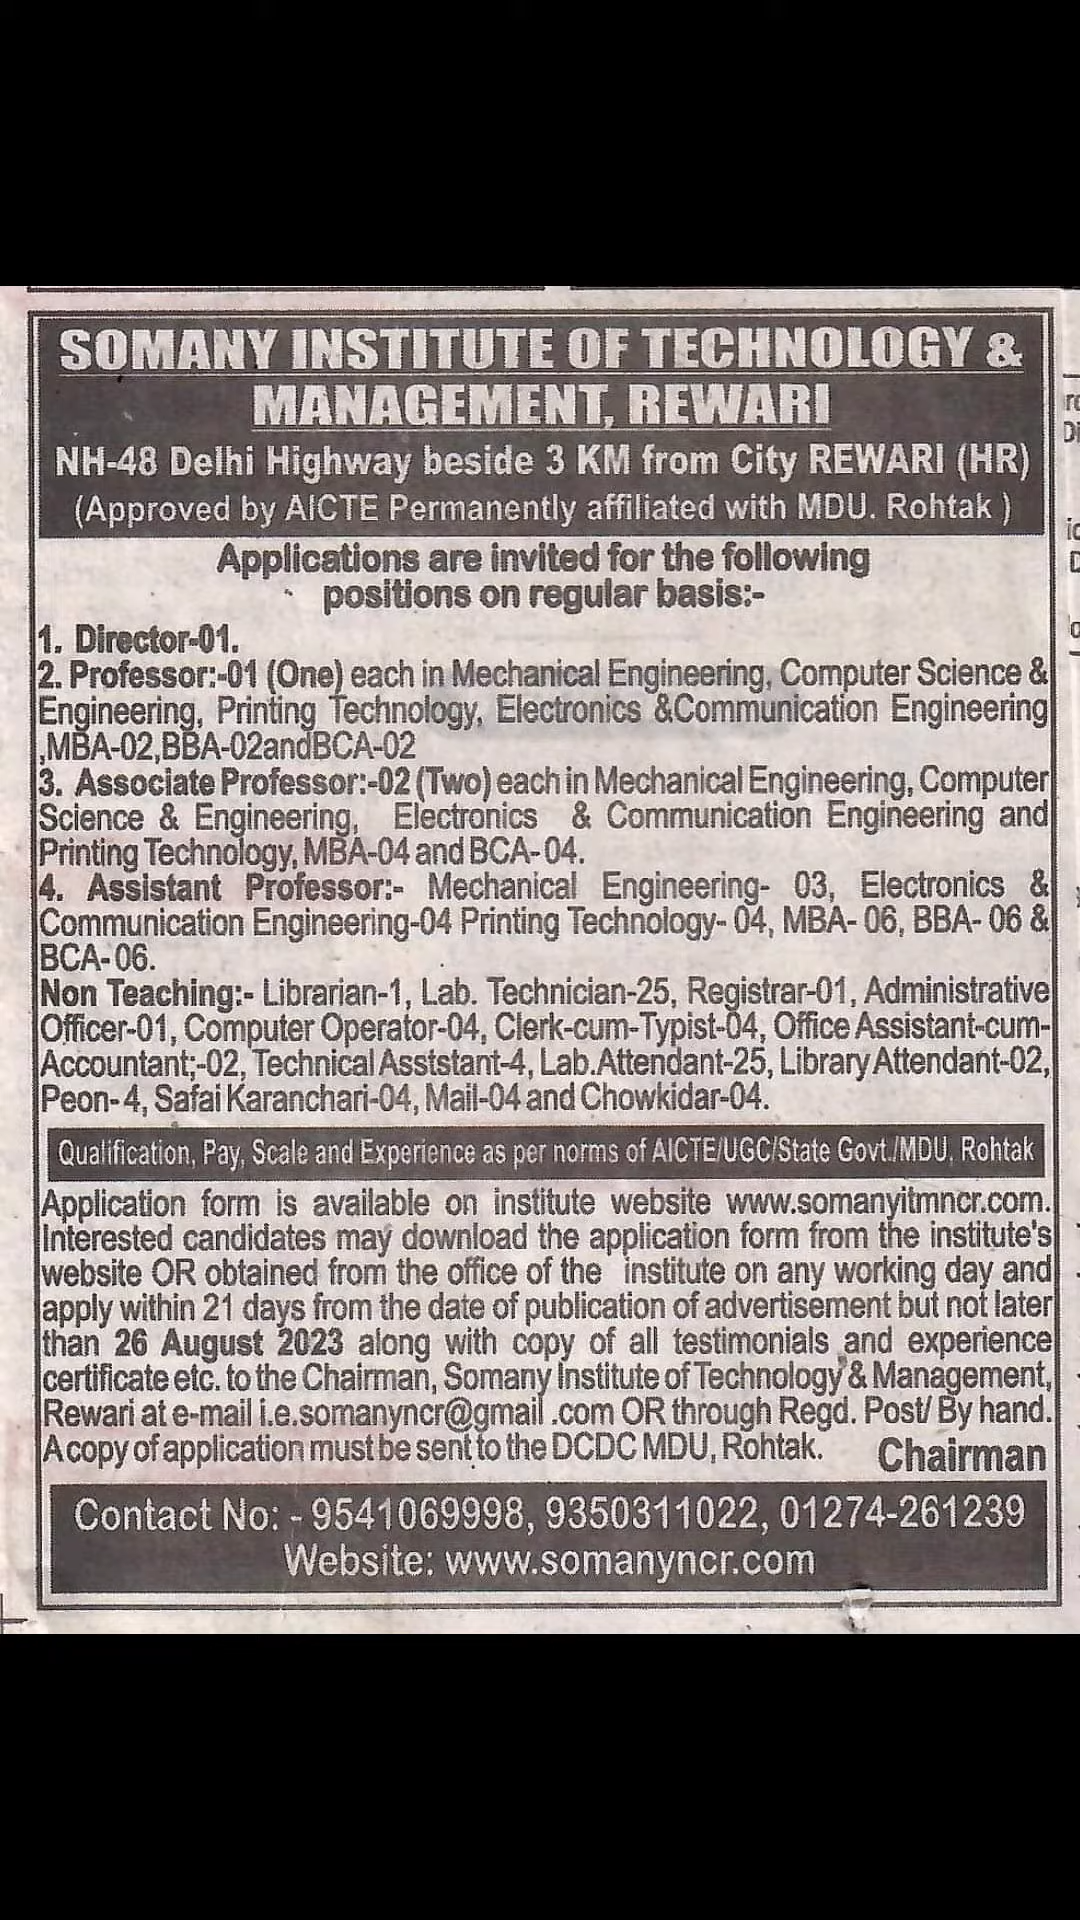 SOMANY INSTITUTE OF TECHNOLOGY &
MANAGEMENT, REWARI
NH-48 Delhi Highway beside 3 KM from City REWARI (HR)
(Approved by AICTE Permanently affiliated with MDU. Rohtak )
Applications are invited for the following
positions on regular basis:-
1. Director-01.
2. Professor:-01 (One) each in Mechanical Engineering, Computer Science &
Engineering, Printing Technology, Electronics &Communication Engineering
,MBA-02,BBA-02andBCA-02
3. Associate Professor:-02 (Two) each in Mechanical Engineering, Computer
Science & Engineering, Electronics & Communication Engineering and
Printing Technology, MBA-04 and BCA- 04.
4. Assistant Professor:- Mechanical Engineering- 03, Electronics &
Communication Engineering-04 Printing Technology- 04, MBA- 06, BBA- 06 &
BCA- 06.
Non Teaching:- Librarian-1, Lab. Technician-25, Registrar-01, Administrative
Officer-01, Computer Operator-04, Clerk-cum-Typist-04, Office Assistant-cum-
Accountant;-02, Technical Asststant-4, Lab.Attendant-25, Library Attendant-02,
Peon- 4, Safai Karanchari-04, Mail-04 and Chowkidar-04.
Qualification, Pay, Scale and Experience as per norms of AICTE/UGC/State Govt./MDU, Rohtak
Application form is available on institute website www.somanyitmncr.com.
Interested candidates may download the application form from the institute's
website OR obtained from the office of the institute on any working day and
apply within 21 days from the date of publication of advertisement but not later
than 26 August 2023 along with copy of all testimonials and experience
certificate etc. to the Chairman, Somany Institute of Technology & Management,
Rewari at e-mail i.e.somanyncr@gmail .com OR through Regd. Post/ By hand.
A copy of application must be sent to the DCDC MDU, Rohtak. Chairman
Contact No: - 9541069998, 9350311022, 01274-261239
Website: www.somanyncr.com